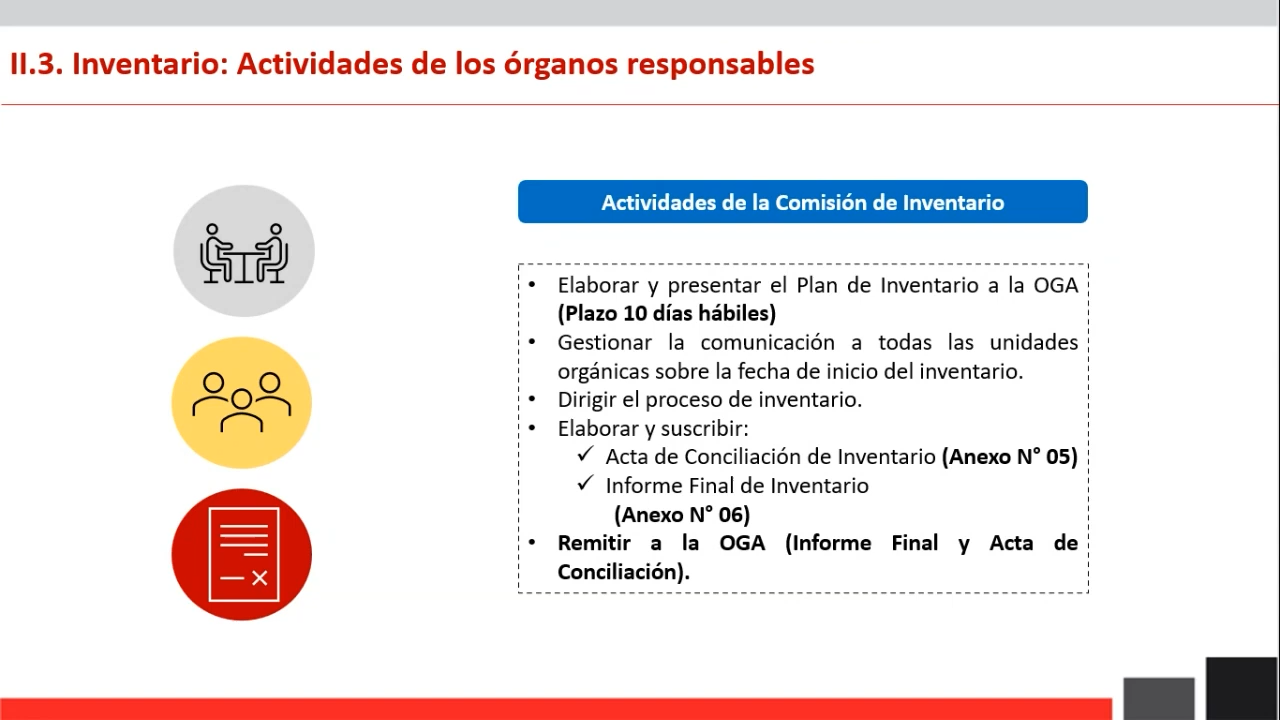 II.3. Inventario: Actividades de los órganos responsables
Actividades de la Comisión de Inventario
• Elaborar y presentar el Plan de Inventario a la OGA
(Plazo 10 días hábiles)
• Gestionar la comunicación a todas las unidades
orgánicas sobre la fecha de inicio del inventario.
• Dirigir el proceso de inventario.
• Elaborar y suscribir:
✓ Acta de Conciliación de Inventario (Anexo N° 05)
✓ Informe Final de Inventario
(Anexo N° 06)
• Remitir a la OGA (Informe Final y Acta de
Conciliación).